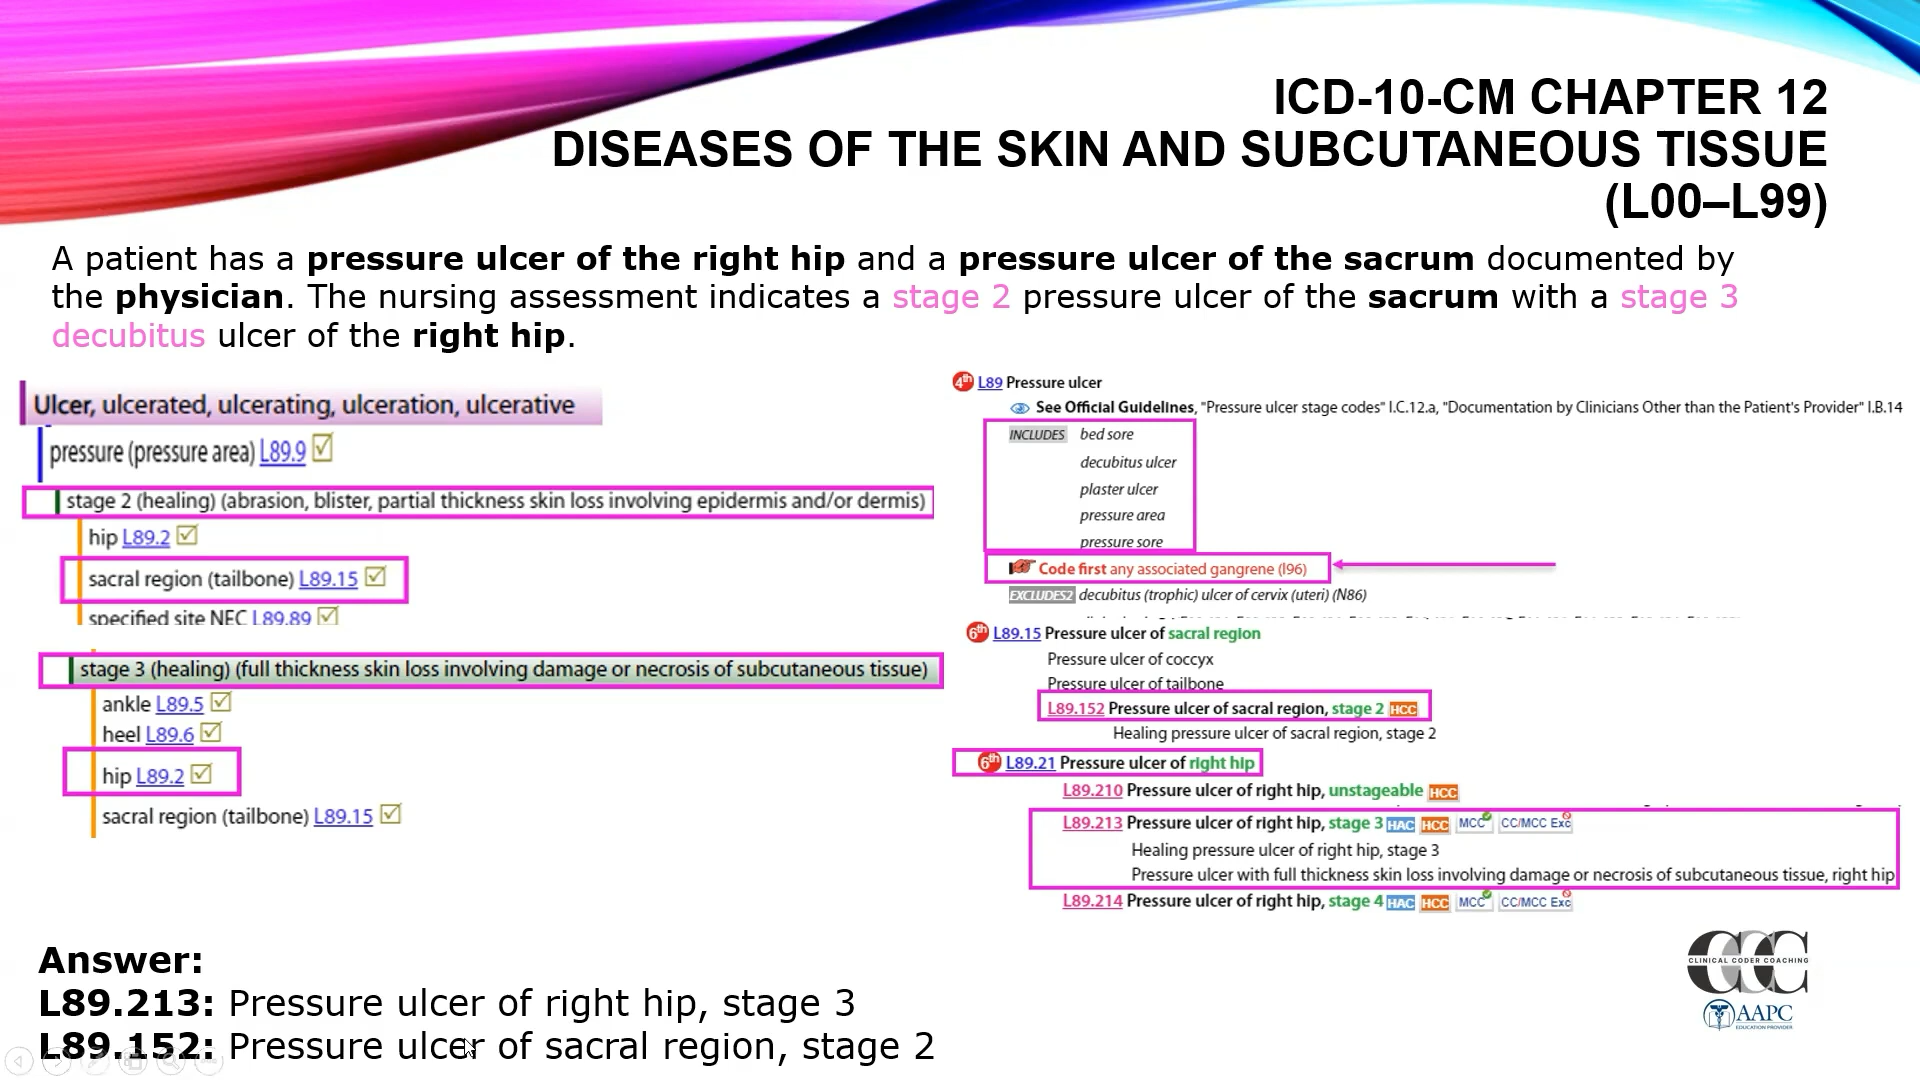 ICD-10-CM CHAPTER 12
DISEASES OF THE SKIN AND SUBCUTANEOUS TISSUE
(L00–L99)
A patient has a pressure ulcer of the right hip and a pressure ulcer of the sacrum documented by
the physician. The nursing assessment indicates a stage 2 pressure ulcer of the sacrum with a stage 3
decubitus ulcer of the right hip.
Ulcer, ulcerated, ulcerating, ulceration, ulcerative
pressure (pressure area) L89.9
stage 2 (healing) (abrasion, blister, partial thickness skin loss involving epidermis and/or dermis)
hip L89.2
sacral region (tailbone) L89.15
specified site NEC L89.89
stage 3 (healing) (full thickness skin loss involving damage or necrosis of subcutaneous tissue)
ankle L89.5
heel L89.6
hip L89.2
sacral region (tailbone) L89.15
4th L89 Pressure ulcer
See Official Guidelines, "Pressure ulcer stage codes" I.C.12.a, "Documentation by Clinicians Other than the Patient's Provider" I.B.14
INCLUDES bed sore
decubitus ulcer
plaster ulcer
pressure area
pressure sore
Code first any associated gangrene (I96)
EXCLUDES2 decubitus (trophic) ulcer of cervix (uteri) (N86)
6th L89.15 Pressure ulcer of sacral region
Pressure ulcer of coccyx
Pressure ulcer of tailbone
L89.152 Pressure ulcer of sacral region, stage 2 HCC
Healing pressure ulcer of sacral region, stage 2
6th L89.21 Pressure ulcer of right hip
L89.210 Pressure ulcer of right hip, unstageable HCC
L89.213 Pressure ulcer of right hip, stage 3 HAC HCC MCC CC/MCC Exc
Healing pressure ulcer of right hip, stage 3
Pressure ulcer with full thickness skin loss involving damage or necrosis of subcutaneous tissue, right hip
L89.214 Pressure ulcer of right hip, stage 4 HAC HCC MCC CC/MCC Exc
Answer:
L89.213: Pressure ulcer of right hip, stage 3
L89.152: Pressure ulcer of sacral region, stage 2
CCC
CLINICAL CODER COACHING
AAPC
EDUCATION PROVIDER